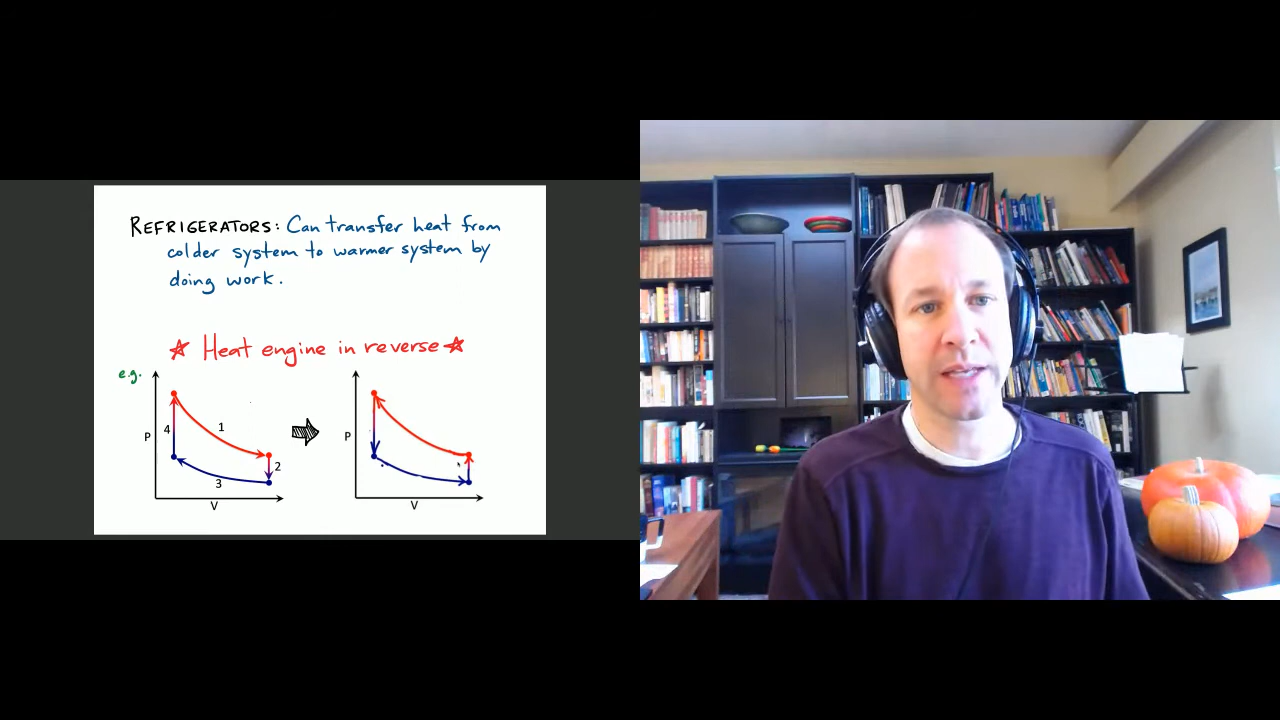 REFRIGERATORS: Can transfer heat from
colder system to warmer system by
doing work.
☆ Heat engine in reverse ☆
e.g.
P
4
1
2
3
V
P
V